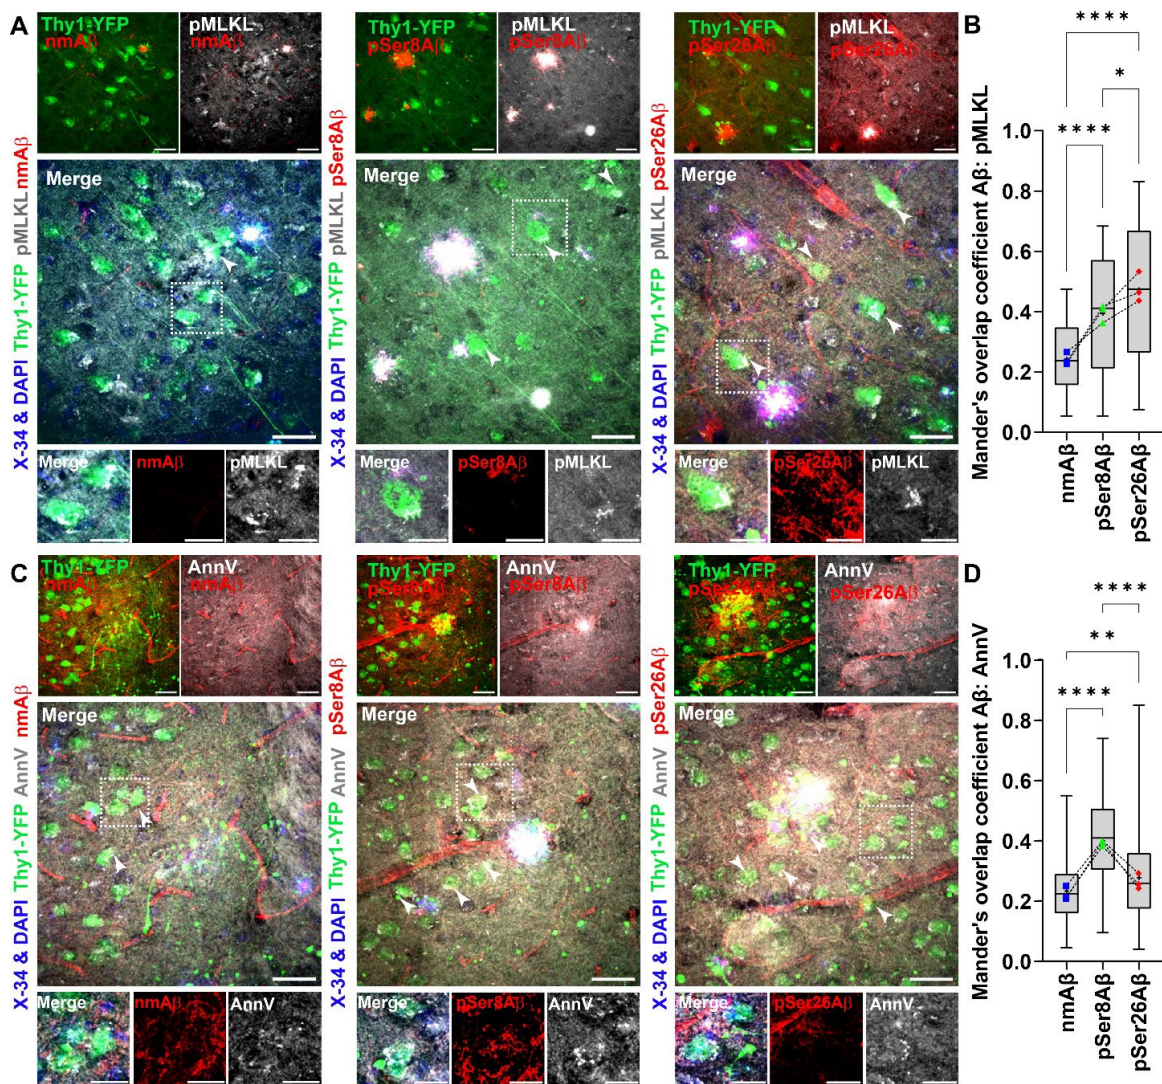 A
Thy1-YFP
nmAβ
pMLKL
nmAβ
Thy1-YFP
pSer8Aβ
pMLKL
pSer8Aβ
Thy1-YFP
pSer26Aβ
pMLKL
pSer26Aβ
X-34 & DAPI Thy1-YFP pMLKL nmAβ
Merge
X-34 & DAPI Thy1-YFP pMLKL pSer8Aβ
Merge
X-34 & DAPI Thy1-YFP pMLKL pSer26Aβ
Merge
Merge
nmAβ
pMLKL
Merge
pSer8Aβ
pMLKL
Merge
pSer26Aβ
pMLKL
B
Mander's overlap coefficient Aβ: pMLKL
****
*
****
1.0
0.8
0.6
0.4
0.2
0.0
nmAβ
pSer8Aβ
pSer26Aβ
C
Thy1-YFP
nmAβ
AnnV
nmAβ
Thy1-YFP
pSer8Aβ
AnnV
pSer8Aβ
Thy1-YFP
pSer26Aβ
AnnV
pSer26Aβ
X-34 & DAPI Thy1-YFP AnnV nmAβ
Merge
X-34 & DAPI Thy1-YFP AnnV pSer8Aβ
Merge
X-34 & DAPI Thy1-YFP AnnV pSer26Aβ
Merge
Merge
nmAβ
AnnV
Merge
pSer8Aβ
AnnV
Merge
pSer26Aβ
AnnV
D
Mander's overlap coefficient Aβ: AnnV
****
**
****
1.0
0.8
0.6
0.4
0.2
0.0
nmAβ
pSer8Aβ
pSer26Aβ